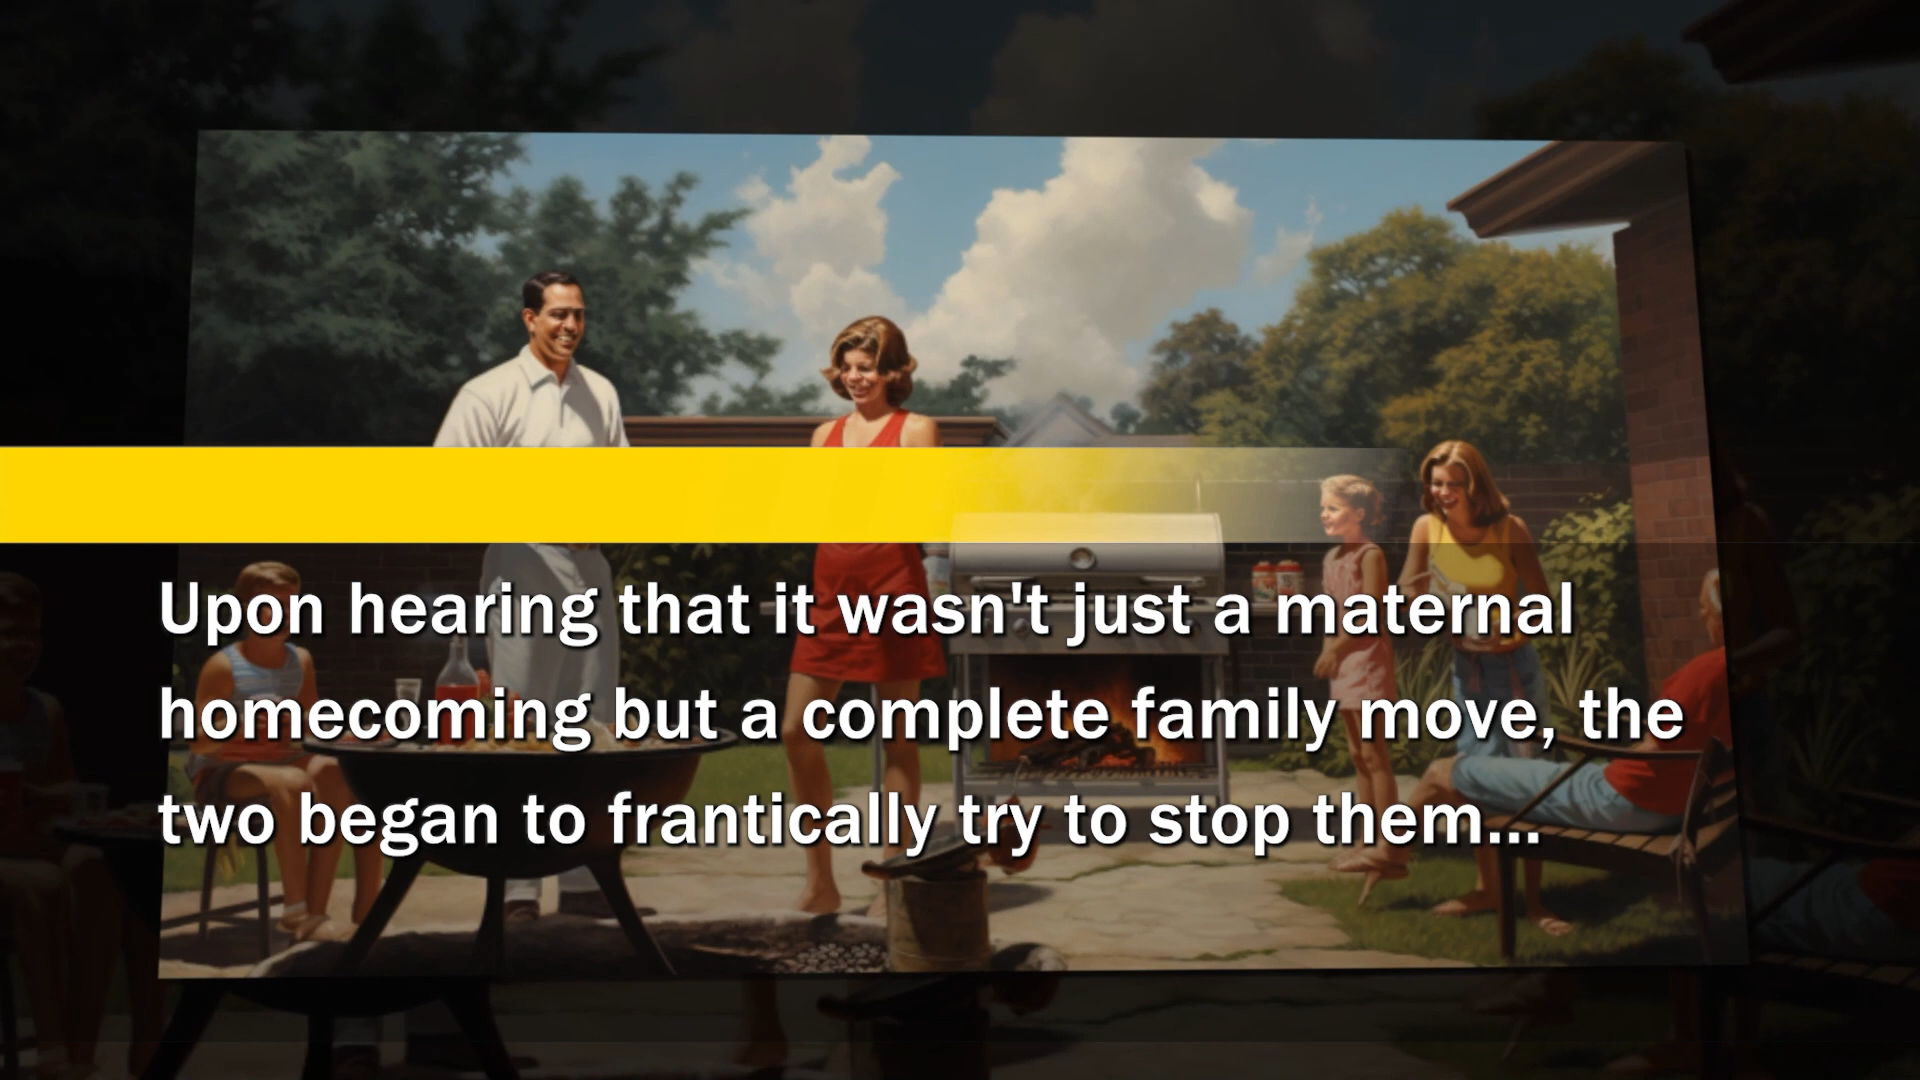 Upon hearing that it wasn't just a maternal
homecoming but a complete family move, the
two began to frantically try to stop them...